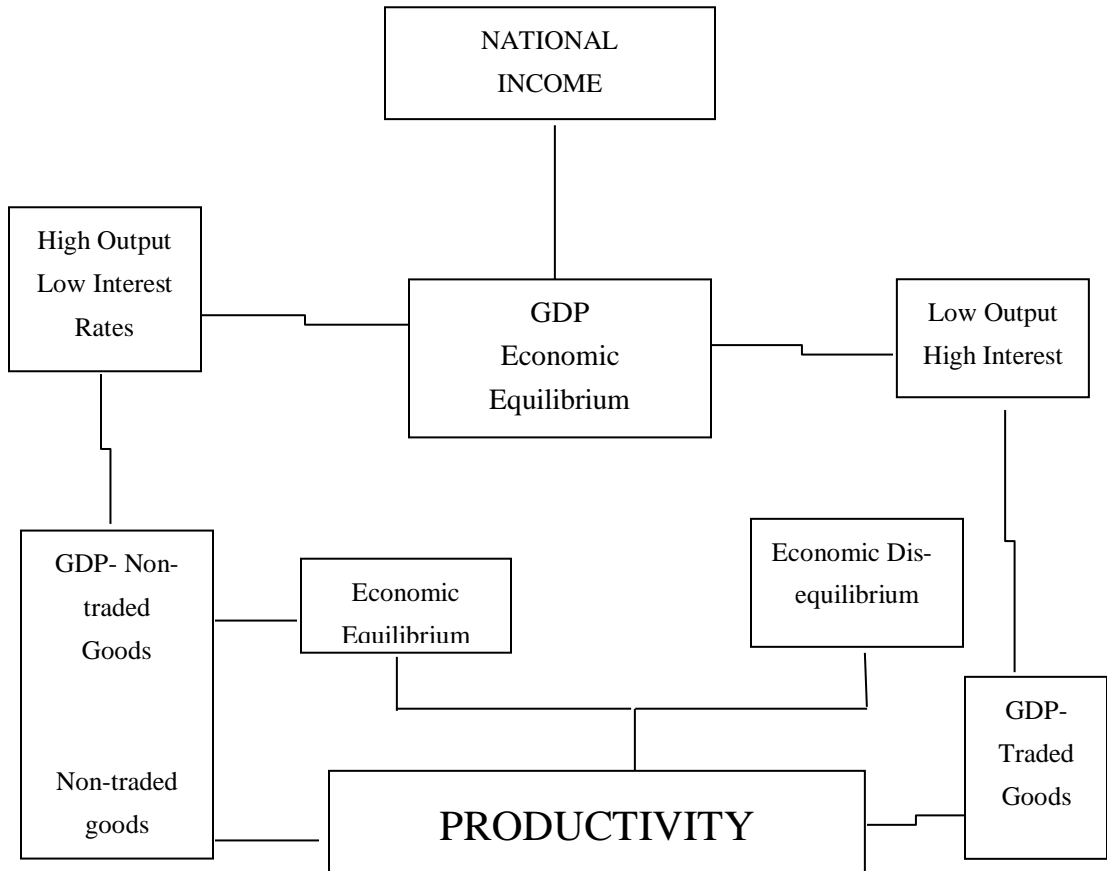 NATIONAL
INCOME
High Output
Low Interest
Rates
GDP
Economic
Equilibrium
Low Output
High Interest
GDP- Non-
traded
Goods
Non-traded
goods
Economic
Equilibrium
Economic Dis-
equilibrium
GDP-
Traded
Goods
PRODUCTIVITY